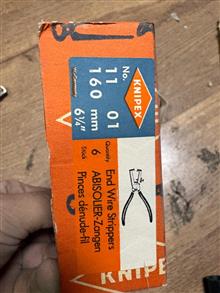 KNIPEX
No.
11 01
160 mm
6¼"
Quantity
Stück
6
End Wire Strippers
ABISOLIER-Zangen
Pinces dénude-fil
KNIPEX